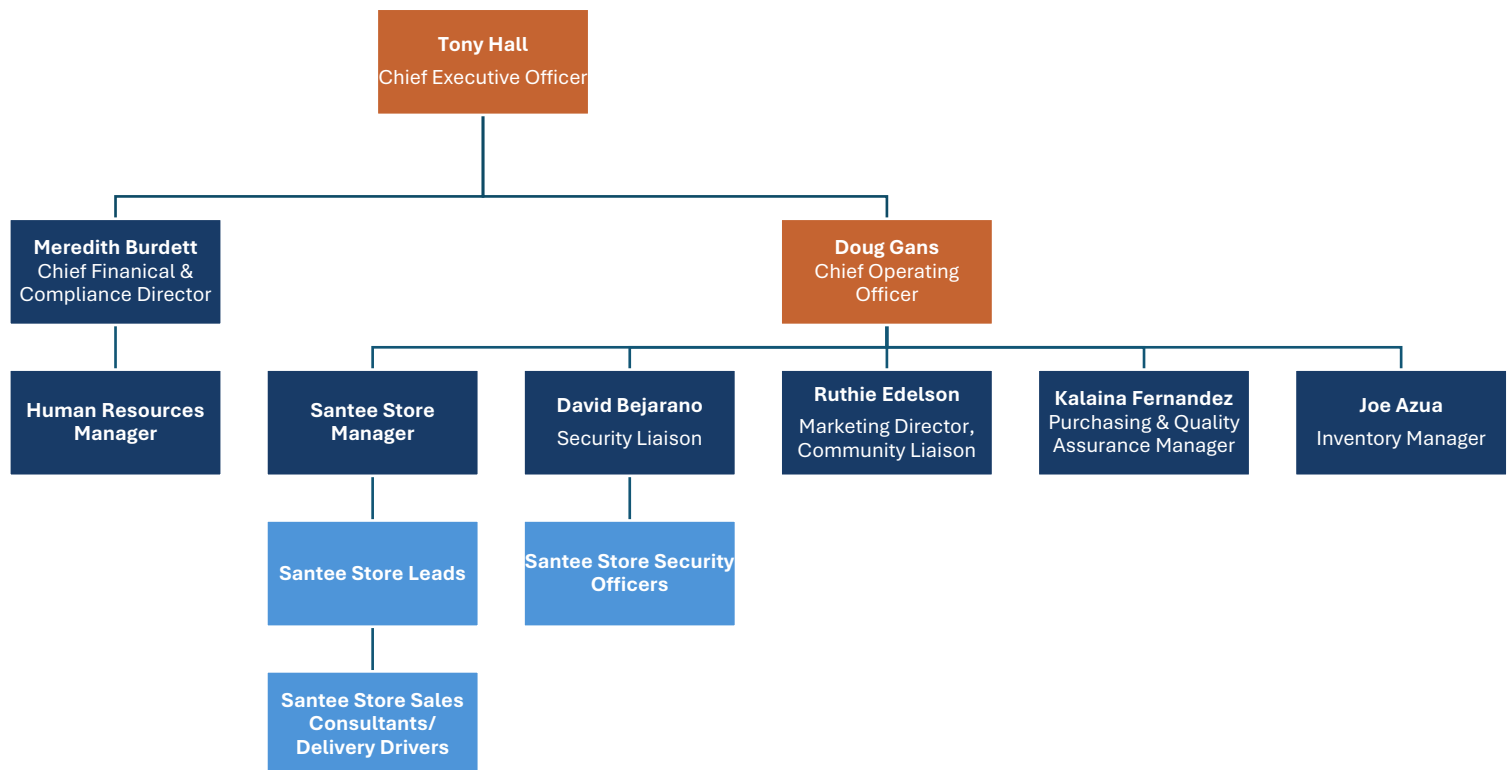 Tony Hall
Chief Executive Officer
Meredith Burdett
Chief Finanical &
Compliance Director
Doug Gans
Chief Operating
Officer
Human Resources
Manager
Santee Store
Manager
David Bejarano
Security Liaison
Ruthie Edelson
Marketing Director,
Community Liaison
Kalaina Fernandez
Purchasing & Quality
Assurance Manager
Joe Azua
Inventory Manager
Santee Store Leads
Santee Store Security
Officers
Santee Store Sales
Consultants/
Delivery Drivers